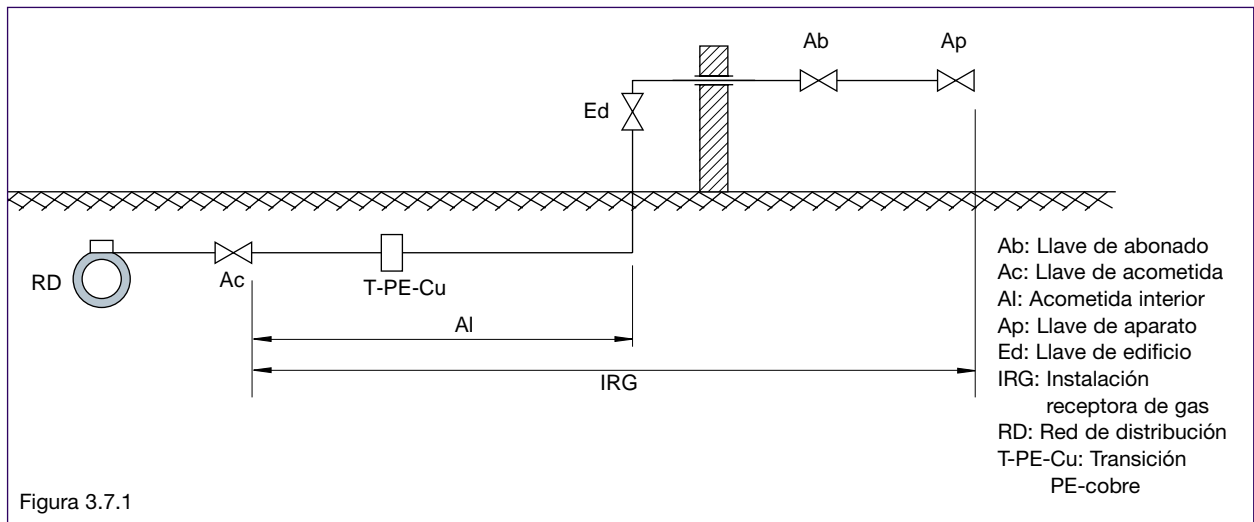 Ab
Ap
Ed
RD
Ac
T-PE-Cu
AI
IRG
Ab: Llave de abonado
Ac: Llave de acometida
AI: Acometida interior
Ap: Llave de aparato
Ed: Llave de edificio
IRG: Instalación
receptora de gas
RD: Red de distribución
T-PE-Cu: Transición
PE-cobre
Figura 3.7.1